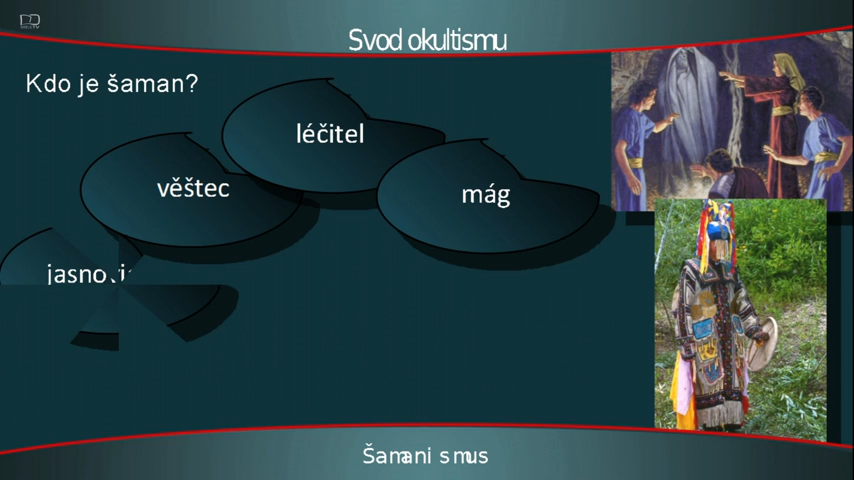 Svod okultismu
Kdo je šaman?
léčitel
věštec
mág
Šamanismus